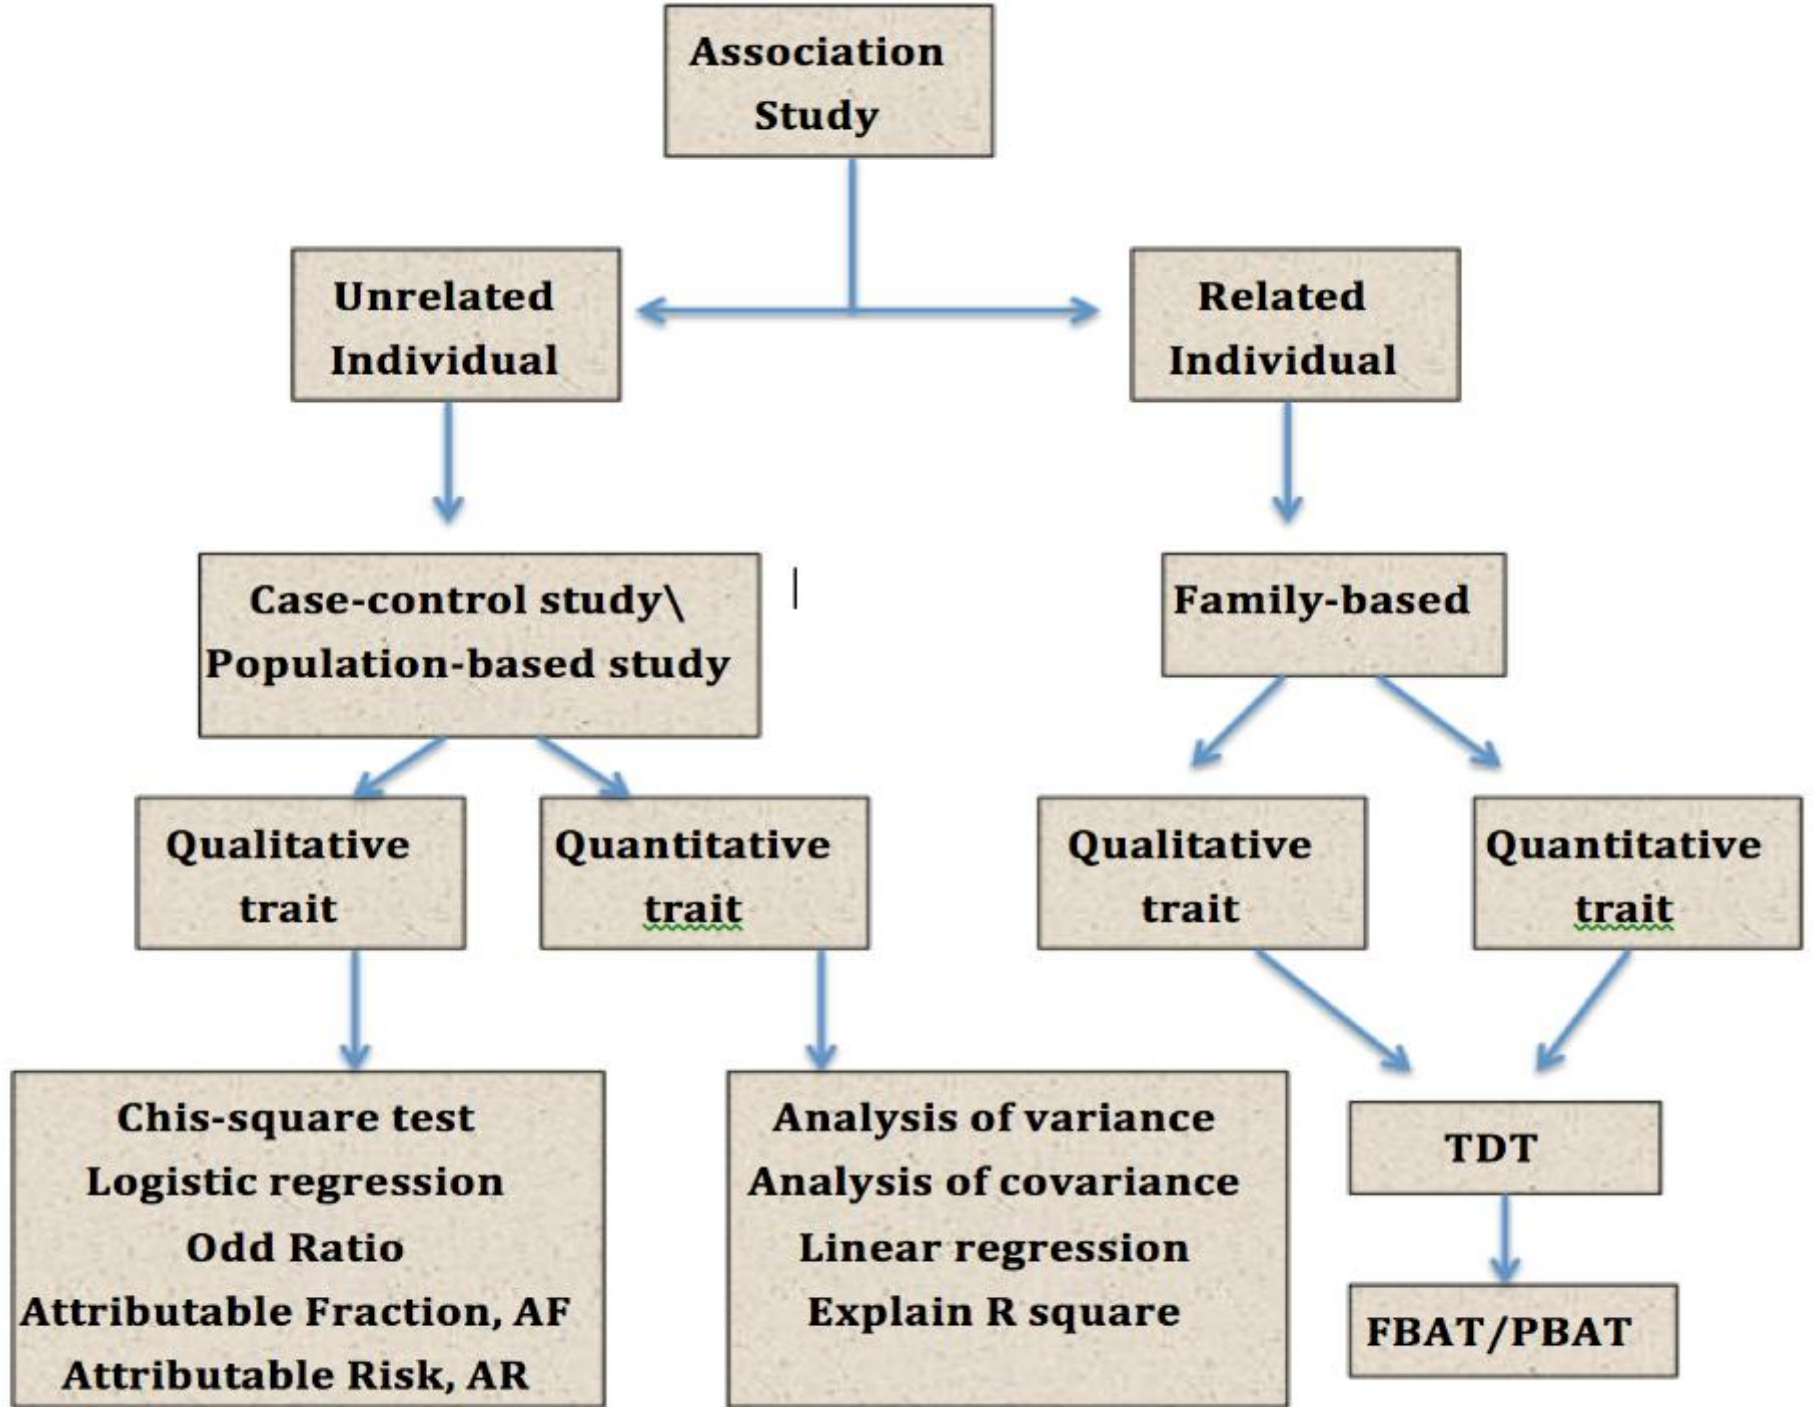 Association
Study
Unrelated
Individual
Related
Individual
Case-control study\
Population-based study
Family-based
Qualitative
trait
Quantitative
trait
Qualitative
trait
Quantitative
trait
Chis-square test
Logistic regression
Odd Ratio
Attributable Fraction, AF
Attributable Risk, AR
Analysis of variance
Analysis of covariance
Linear regression
Explain R square
TDT
FBAT/PBAT